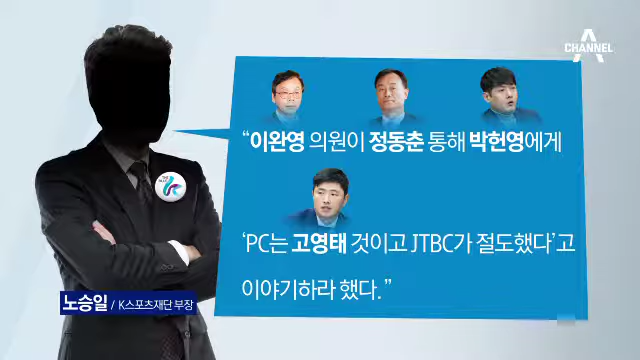 CHANNEL
“이완영 의원이 정동춘 통해 박헌영에게
‘PC는 고영태 것이고 JTBC가 절도했다’고
이야기하라 했다.”
노승일 / K스포츠재단 부장